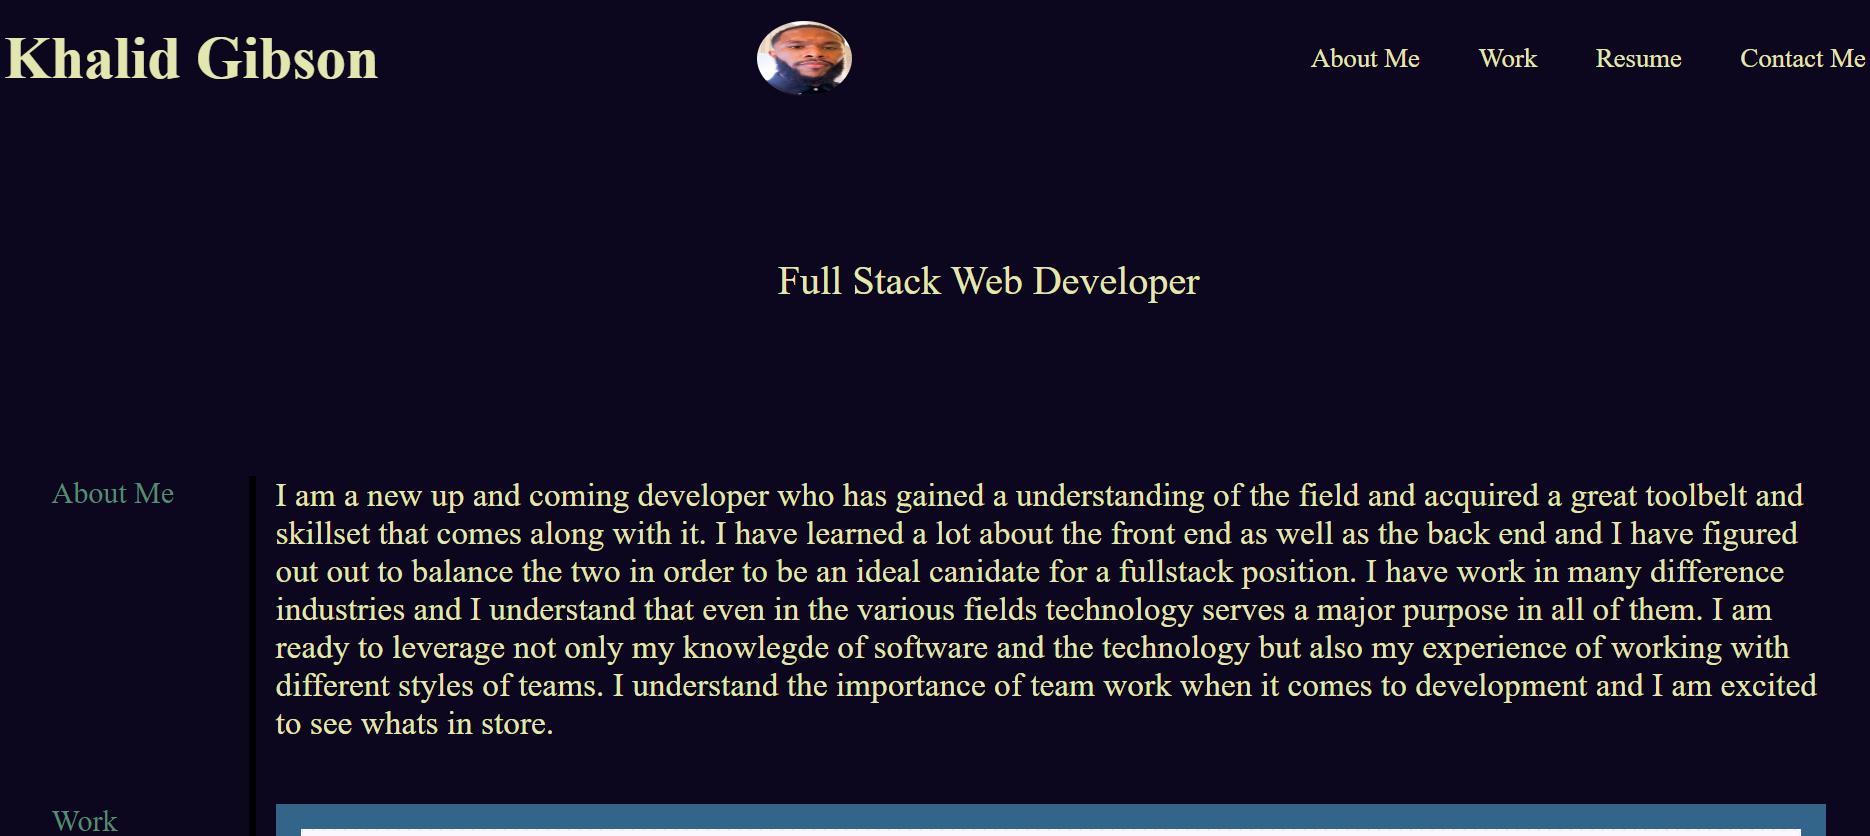 Khalid Gibson
About Me
Work
Resume
Contact Me
Full Stack Web Developer
About Me
I am a new up and coming developer who has gained a understanding of the field and acquired a great toolbelt and
skillset that comes along with it. I have learned a lot about the front end as well as the back end and I have figured
out out to balance the two in order to be an ideal canidate for a fullstack position. I have work in many difference
industries and I understand that even in the various fields technology serves a major purpose in all of them. I am
ready to leverage not only my knowlegde of software and the technology but also my experience of working with
different styles of teams. I understand the importance of team work when it comes to development and I am excited
to see whats in store.
Work